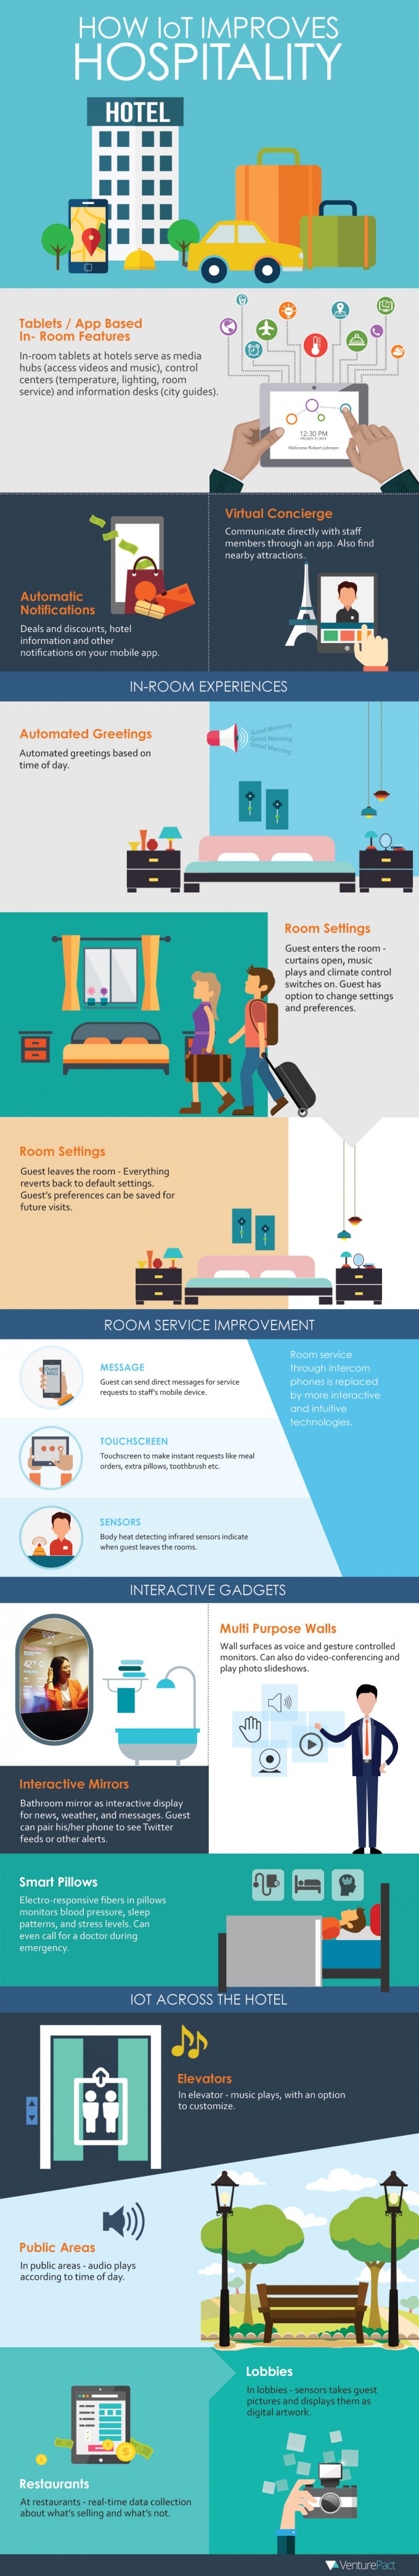 HOW IoT IMPROVES
HOSPITALITY
HOTEL
Tablets / App Based
In- Room Features
In-room tablets at hotels serve as media
hubs (access videos and music), control
centers (temperature, lighting, room
service) and information desks (city guides).
12:30 PM
Welcome Robert Johnson
Virtual Concierge
Communicate directly with staff
members through an app. Also find
nearby attractions.
Automatic
Notifications
Deals and discounts, hotel
information and other
notifications on your mobile app.
IN-ROOM EXPERIENCES
Automated Greetings
Automated greetings based on
time of day.
Good Morning
Good Morning
Good Morning
Room Settings
Guest enters the room -
curtains open, music
plays and climate control
switches on. Guest has
option to change settings
and preferences.
Room Settings
Guest leaves the room - Everything
reverts back to default settings.
Guest's preferences can be saved for
future visits.
ROOM SERVICE IMPROVEMENT
MESSAGE
Guest can send direct messages for service
requests to staff's mobile device.
Room service
through intercom
phones is replaced
by more interactive
and intuitive
technologies.
TOUCHSCREEN
Touchscreen to make instant requests like meal
orders, extra pillows, toothbrush etc.
SENSORS
Body heat detecting infrared sensors indicate
when guest leaves the rooms.
INTERACTIVE GADGETS
Multi Purpose Walls
Wall surfaces as voice and gesture controlled
monitors. Can also do video-conferencing and
play photo slideshows.
Interactive Mirrors
Bathroom mirror as interactive display
for news, weather, and messages. Guest
can pair his/her phone to see Twitter
feeds or other alerts.
Smart Pillows
Electro-responsive fibers in pillows
monitors blood pressure, sleep
patterns, and stress levels. Can
even call for a doctor during
emergency.
IOT ACROSS THE HOTEL
Elevators
In elevator - music plays, with an option
to customize.
Public Areas
In public areas - audio plays
according to time of day.
Lobbies
In lobbies - sensors takes guest
pictures and displays them as
digital artwork.
Restaurants
At restaurants - real-time data collection
about what's selling and what's not.
VenturePact